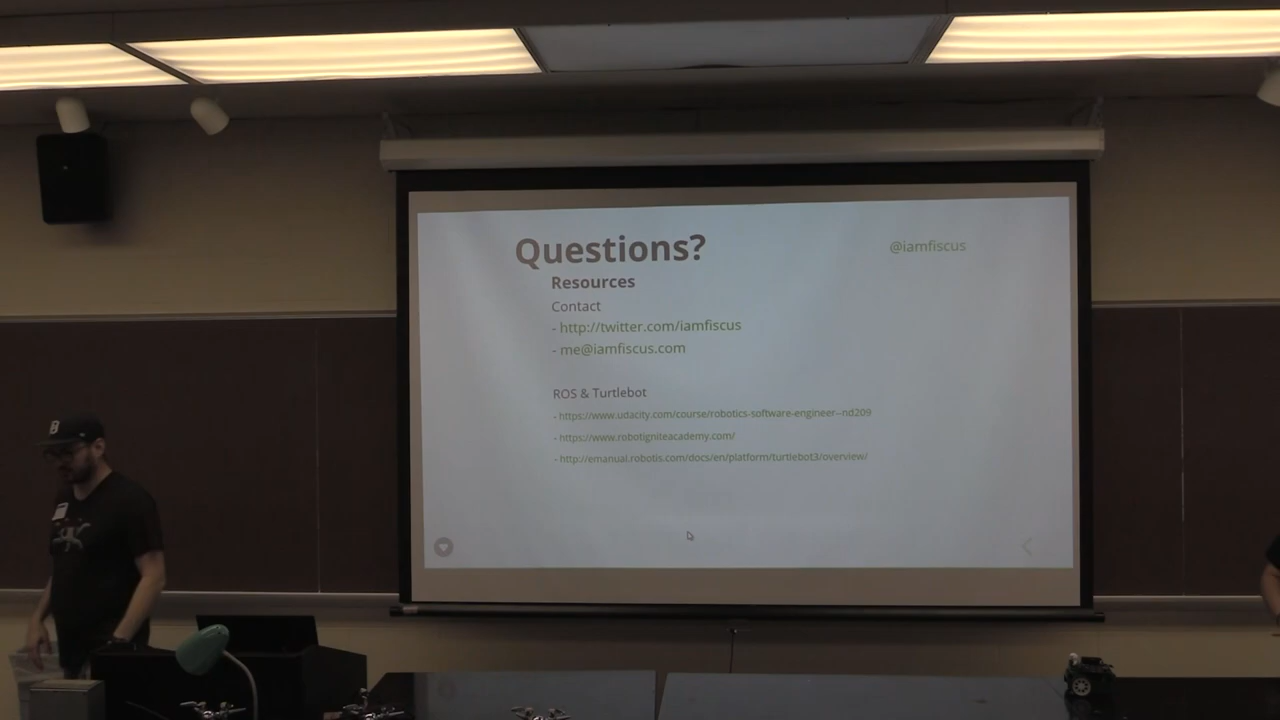 Questions?
@iamfiscus
Resources
Contact
- http://twitter.com/iamfiscus
- me@iamfiscus.com
ROS & Turtlebot
- https://www.udacity.com/course/robotics-software-engineer--nd209
- https://www.robotigniteacademy.com/
- http://emanual.robotis.com/docs/en/platform/turtlebot3/overview/